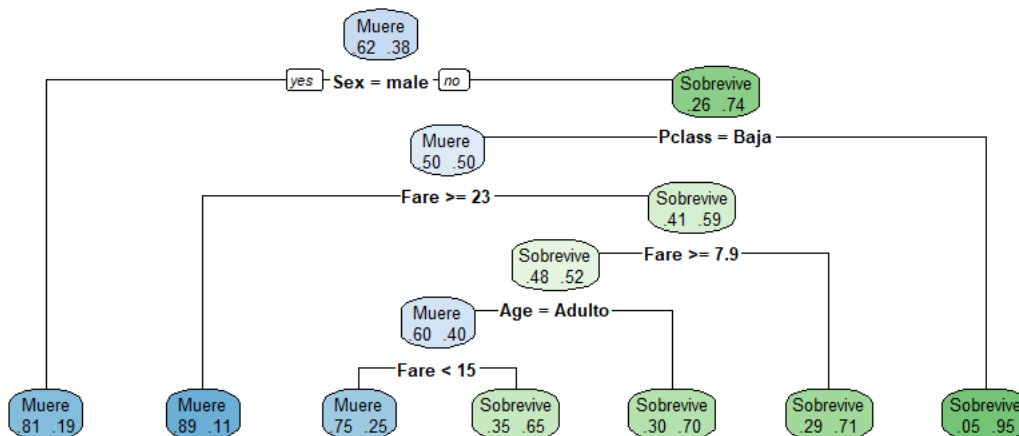 Muere
.62 .38
yes Sex = male no
Sobrevive
.26 .74
Pclass = Baja
Muere
.50 .50
Fare >= 23
Sobrevive
.41 .59
Fare >= 7.9
Sobrevive
.48 .52
Age = Adulto
Muere
.60 .40
Fare < 15
Muere
.81 .19
Muere
.89 .11
Muere
.75 .25
Sobrevive
.35 .65
Sobrevive
.30 .70
Sobrevive
.29 .71
Sobrevive
.05 .95